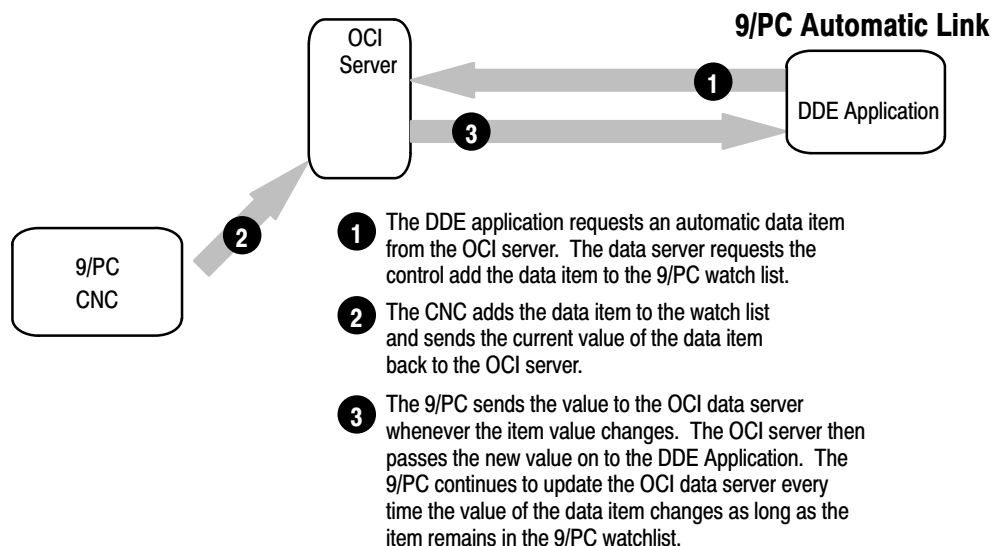 9/PC Automatic Link
OCI
Server
1
DDE Application
3
2
9/PC
CNC
1 The DDE application requests an automatic data item
from the OCI server. The data server requests the
control add the data item to the 9/PC watch list.
2 The CNC adds the data item to the watch list
and sends the current value of the data item
back to the OCI server.
3 The 9/PC sends the value to the OCI data server
whenever the item value changes. The OCI server then
passes the new value on to the DDE Application. The
9/PC continues to update the OCI data server every
time the value of the data item changes as long as the
item remains in the 9/PC watchlist.